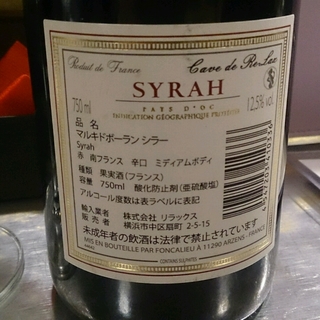 Produit de France Cave de ReLax
SYRAH
750 ml PAYS D'OC 12.5% vol.
INDICATION GÉOGRAPHIQUE PROTÉGÉE
品 名
マルキドボーラン シラー
Syrah
赤 南フランス 辛口 ミディアムボディ
種類 果実酒(フランス)
容量 750ml 酸化防止剤(亜硫酸塩)
アルコール度数は表ラベルに表記
輸入業者 株式会社 リラックス
販売者 横浜市中区扇町 2-5-15
未成年者の飲酒は法律で禁止されています
MIS EN BOUTEILLE PAR FONCALIEU À 11290 ARZENS-FRANCE
CONTAINS SULPHITES